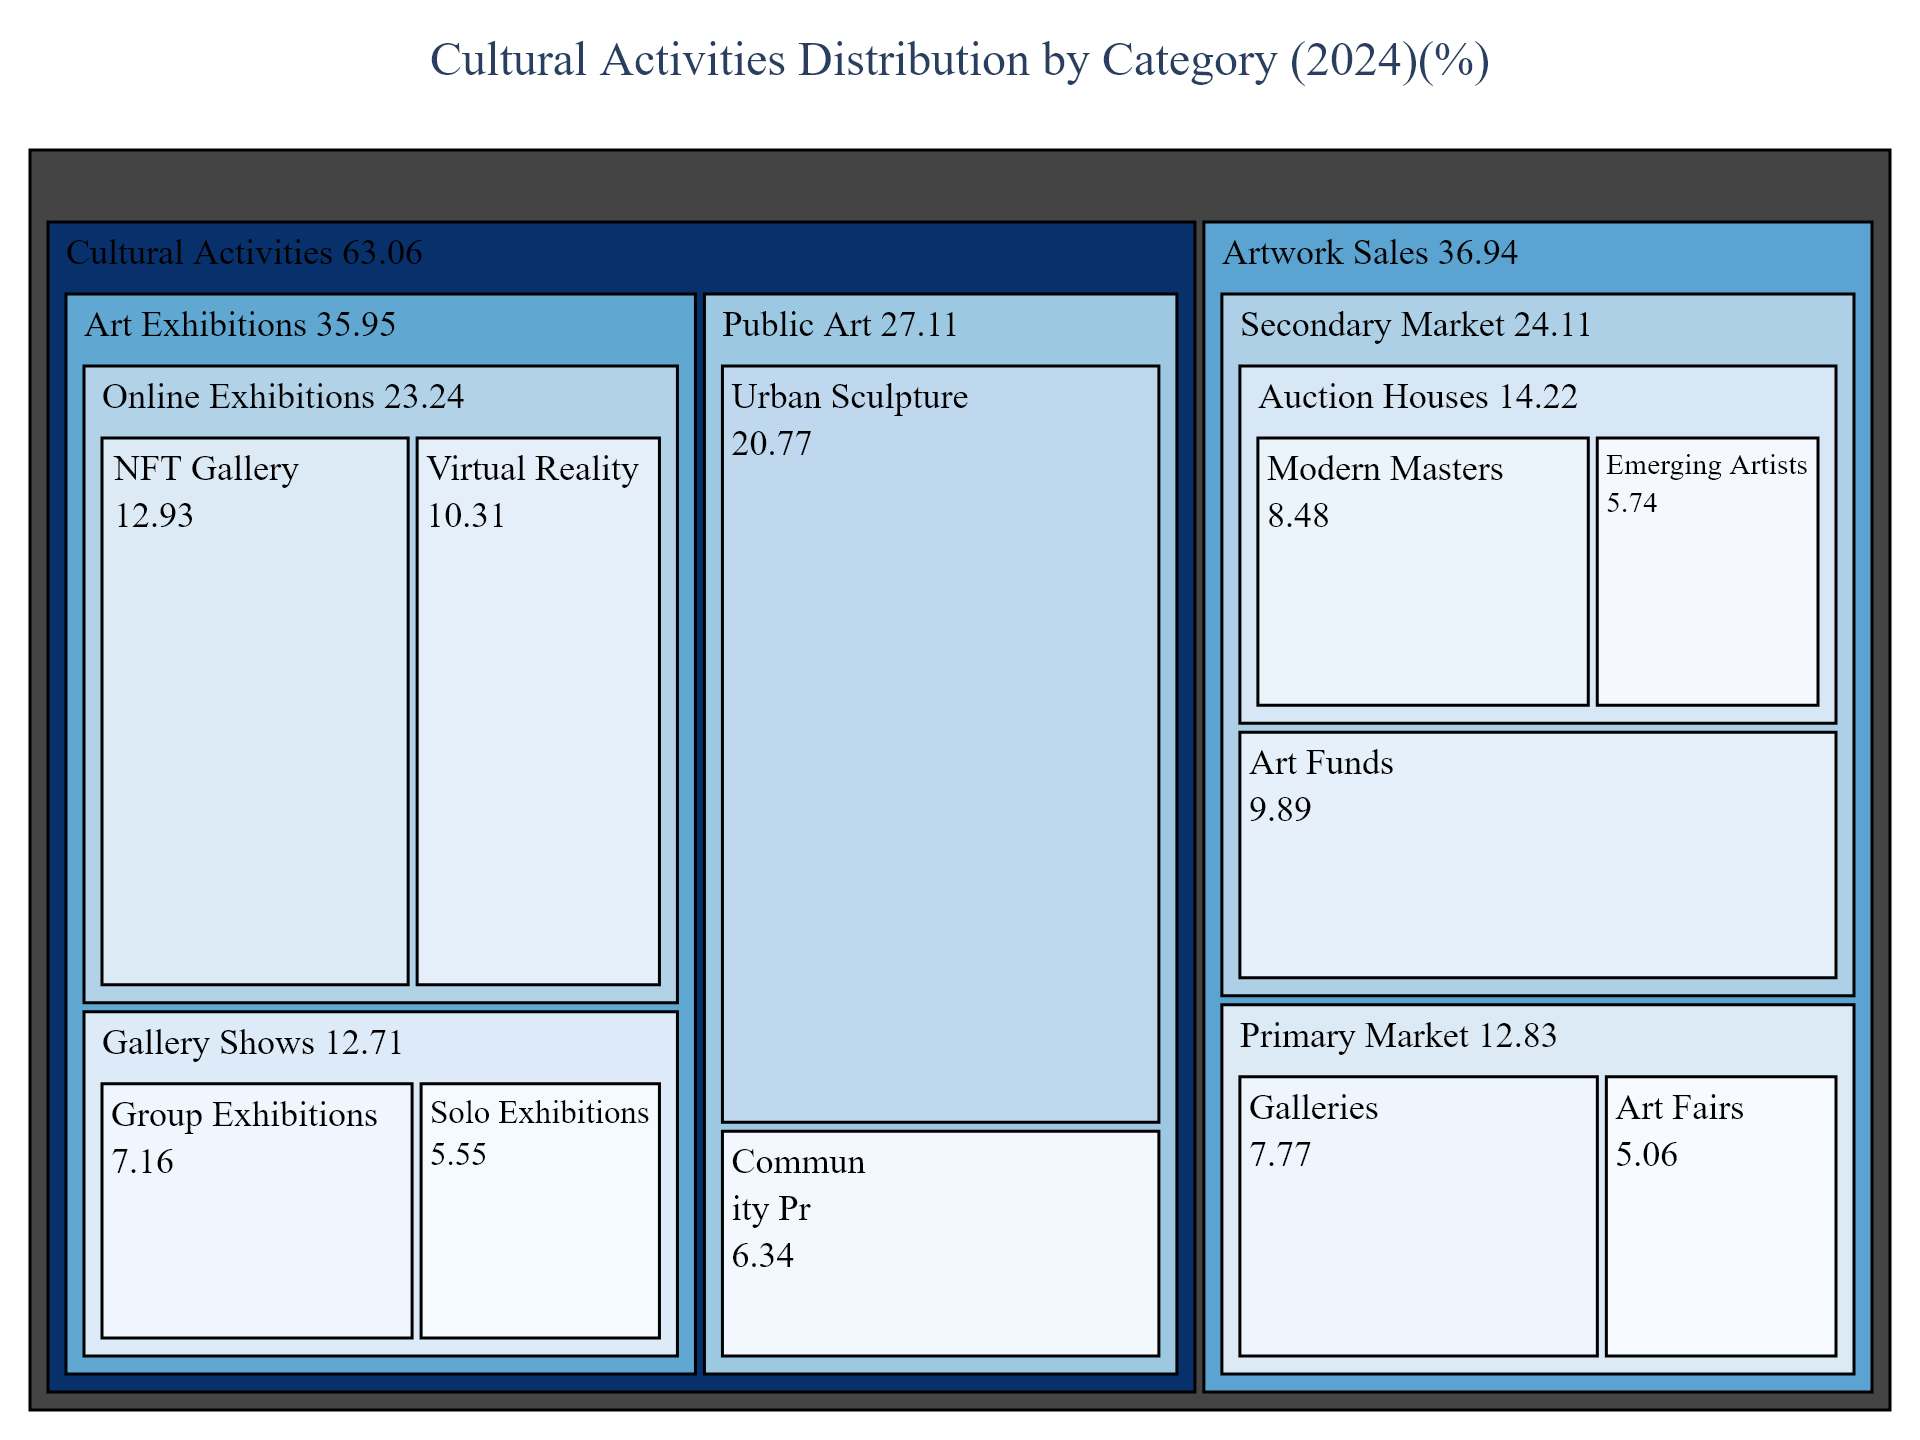 Cultural Activities Distribution by Category (2024)(%)
Cultural Activities 63.06
Art Exhibitions 35.95
Online Exhibitions 23.24
NFT Gallery
12.93
Virtual Reality
10.31
Gallery Shows 12.71
Group Exhibitions
7.16
Solo Exhibitions
5.55
Public Art 27.11
Urban Sculpture
20.77
Commun
ity Pr
6.34
Artwork Sales 36.94
Secondary Market 24.11
Auction Houses 14.22
Modern Masters
8.48
Emerging Artists
5.74
Art Funds
9.89
Primary Market 12.83
Galleries
7.77
Art Fairs
5.06